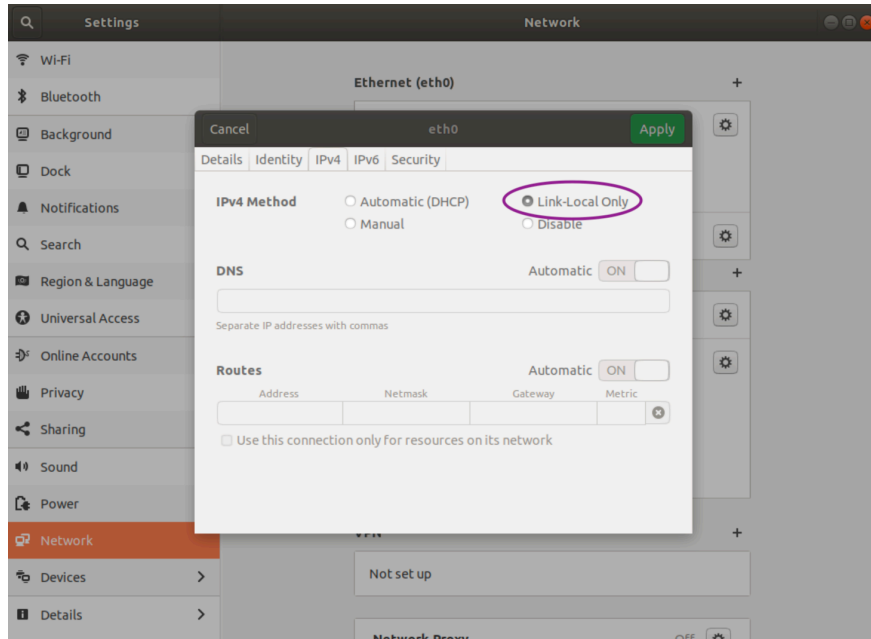 Settings
Network
Wi-Fi
Bluetooth
Background
Dock
Notifications
Search
Region & Language
Universal Access
Online Accounts
Privacy
Sharing
Sound
Power
Network
Devices
Details
Ethernet (eth0)
+
Cancel
eth0
Apply
Details Identity IPv4 IPv6 Security
IPv4 Method
Automatic (DHCP)
Link-Local Only
Manual
Disable
DNS
Automatic ON
Separate IP addresses with commas
Routes
Automatic ON
Address Netmask Gateway Metric
Use this connection only for resources on its network
+
VPN
+
Not set up
Network Proxy
Off